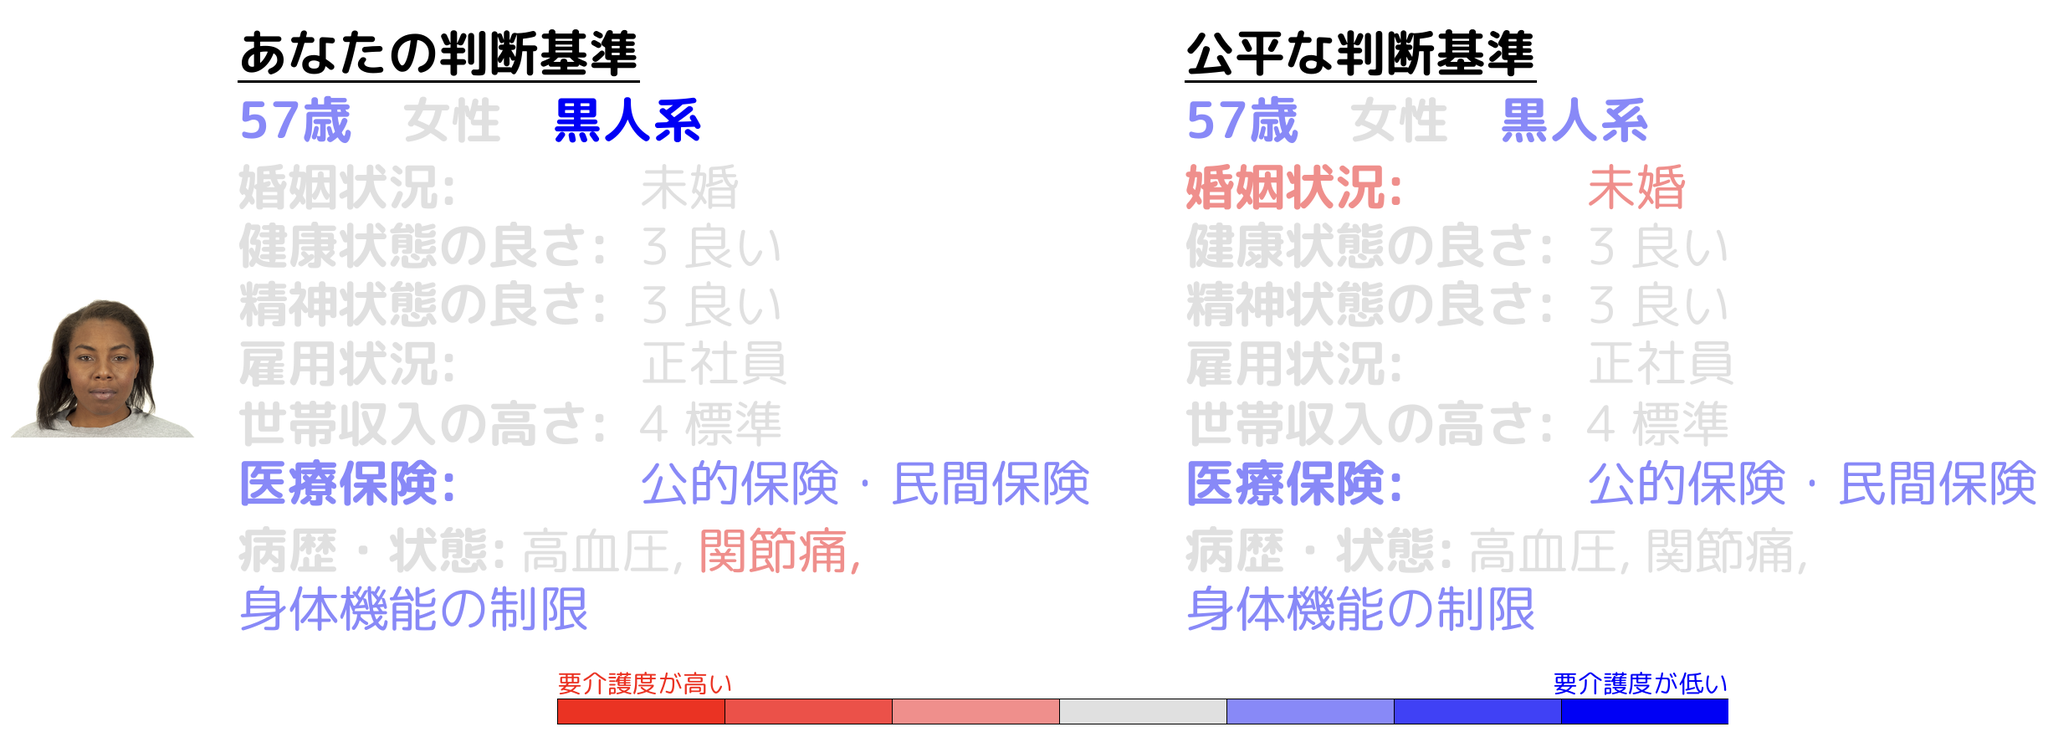 あなたの判断基準
57歳 女性 黒人系
婚姻状況: 未婚
健康状態の良さ: 3 良い
精神状態の良さ: 3 良い
雇用状況: 正社員
世帯収入の高さ: 4 標準
医療保険: 公的保険・民間保険
病歴・状態: 高血圧, 関節痛,
身体機能の制限
公平な判断基準
57歳 女性 黒人系
婚姻状況: 未婚
健康状態の良さ: 3 良い
精神状態の良さ: 3 良い
雇用状況: 正社員
世帯収入の高さ: 4 標準
医療保険: 公的保険・民間保険
病歴・状態: 高血圧, 関節痛,
身体機能の制限
要介護度が高い
要介護度が低い